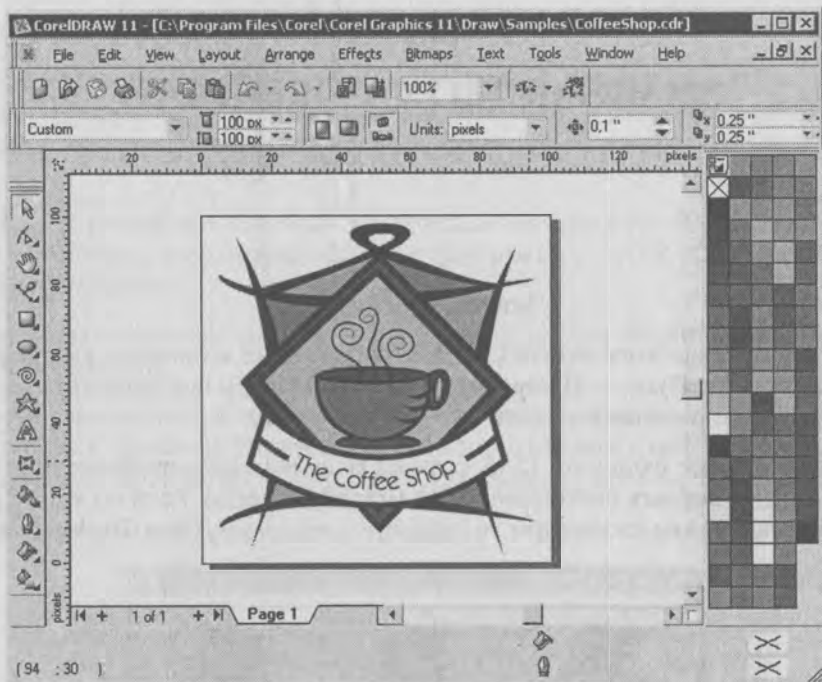 CorelDRAW 11 - [C:\Program Files\Corel\Corel Graphics 11\Draw\Samples\CoffeeShop.cdr]
File Edit View Layout Arrange Effects Bitmaps Text Tools Window Help
100%
Custom 100 px 100 px Units: pixels 0,1 " x 0.25 " y 0.25 "
20 0 20 40 60 80 100 120 pixels
100
80
60
40
20
0
pixels
The Coffee Shop
1 of 1 Page 1
(94 :30 )